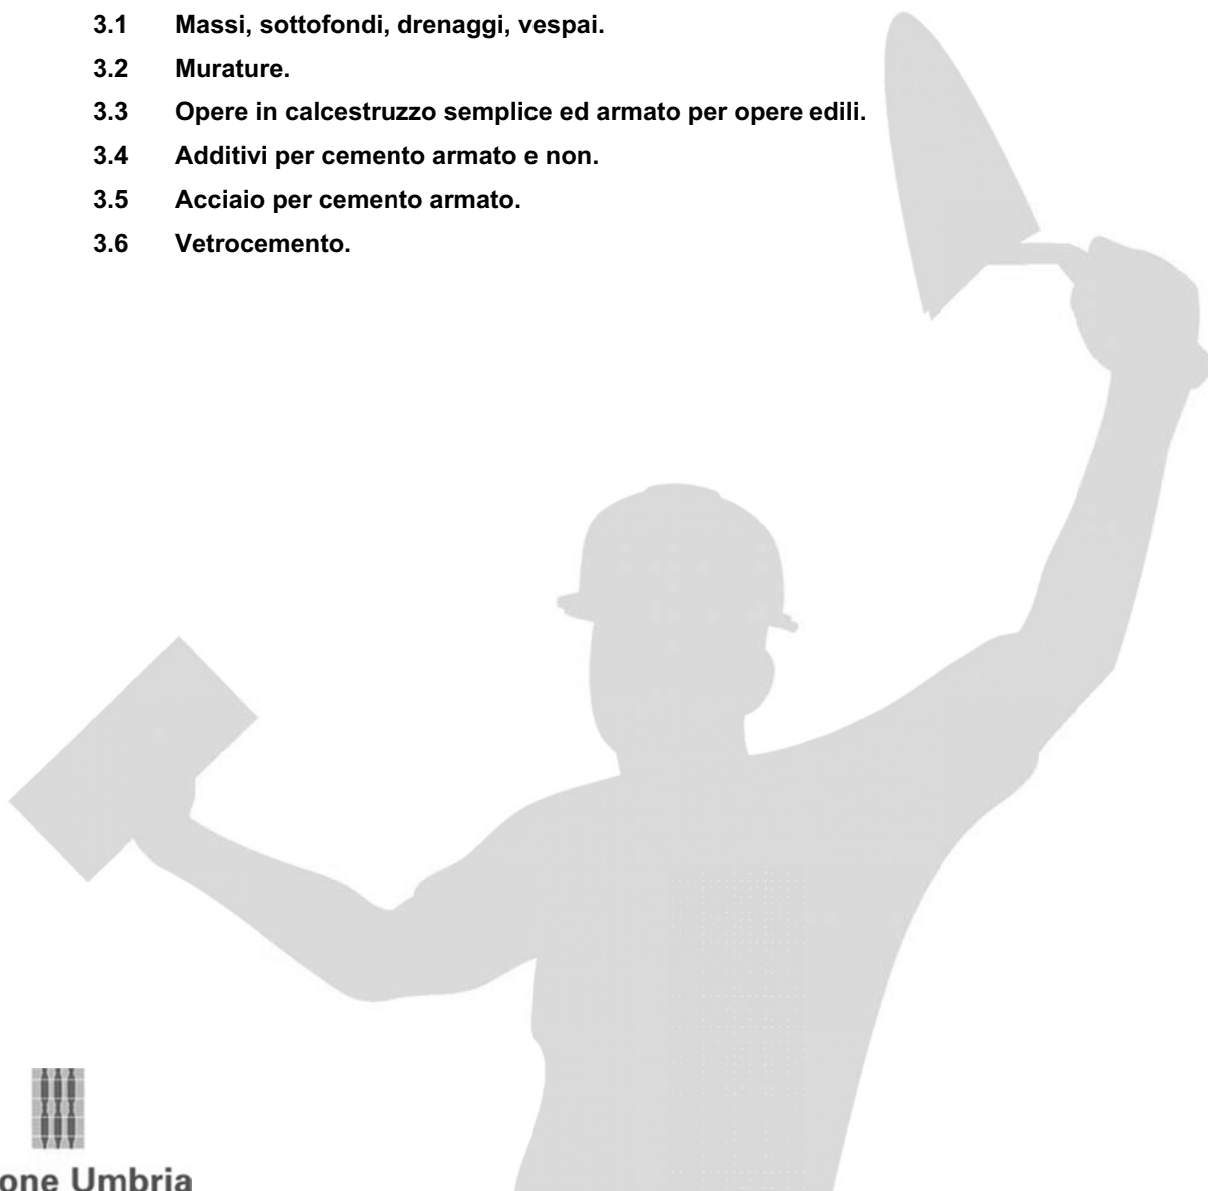 3.1 Massi, sottofondi, drenaggi, vespai.
3.2 Murature.
3.3 Opere in calcestruzzo semplice ed armato per opere edili.
3.4 Additivi per cemento armato e non.
3.5 Acciaio per cemento armato.
3.6 Vetrocemento.
one Umbria